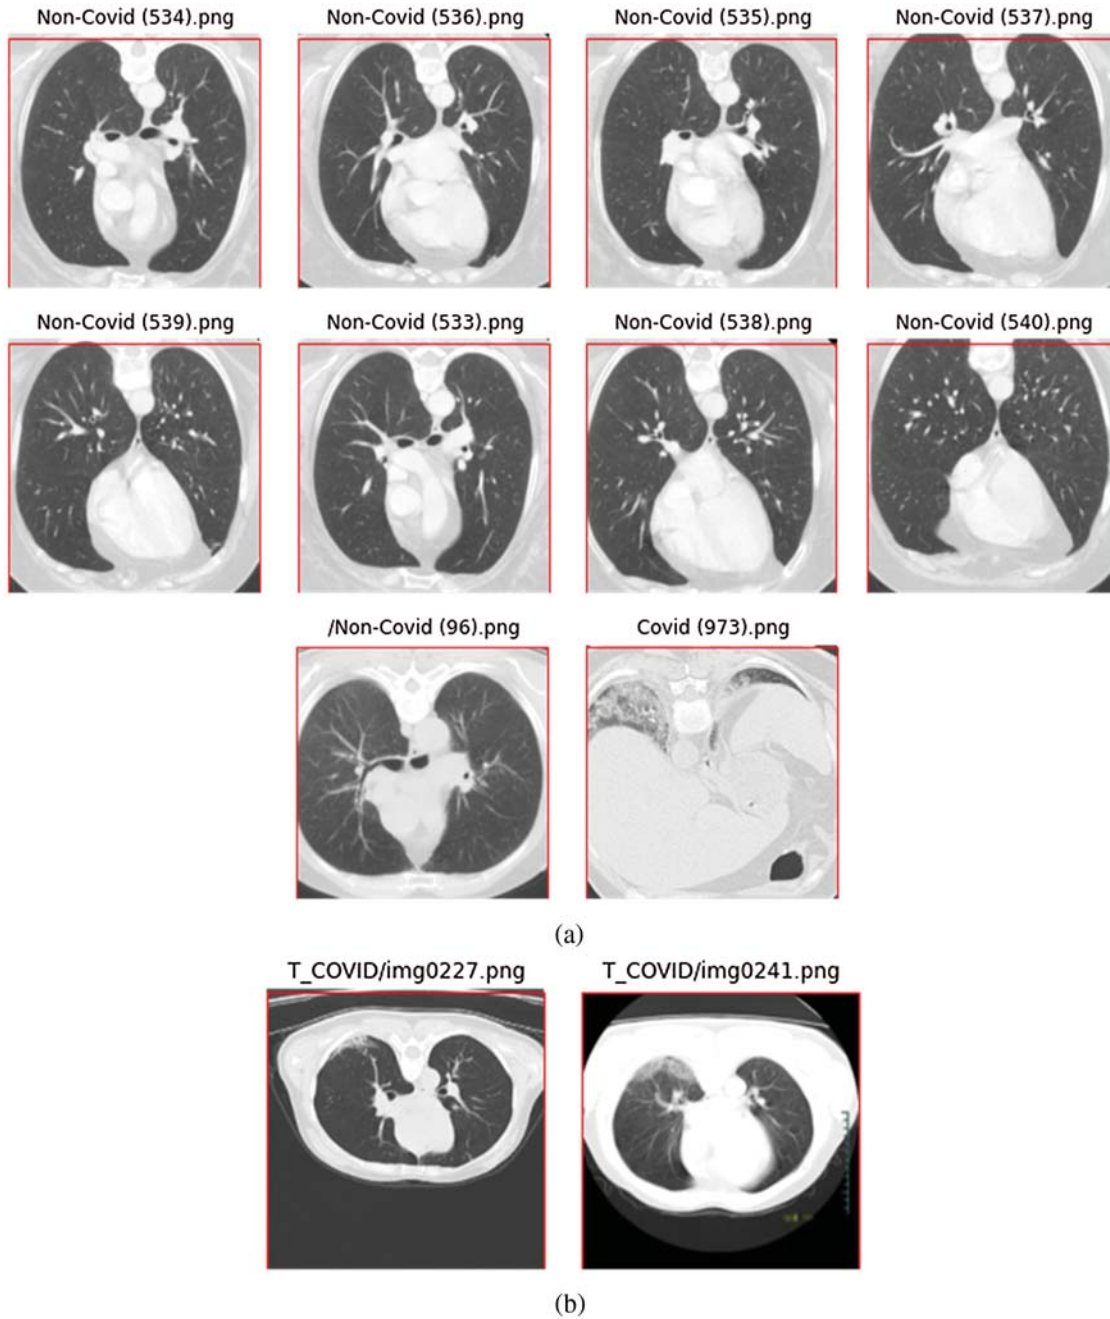 Non-Covid (534).png Non-Covid (536).png Non-Covid (535).png Non-Covid (537).png
Non-Covid (539).png Non-Covid (533).png Non-Covid (538).png Non-Covid (540).png
/Non-Covid (96).png Covid (973).png
(a)
T_COVID/img0227.png T_COVID/img0241.png
(b)